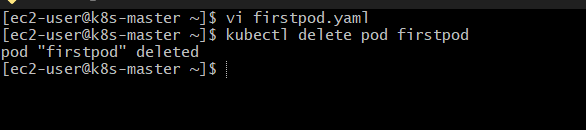 [ec2-user@k8s-master ~]$ vi firstpod.yaml
[ec2-user@k8s-master ~]$ kubectl delete pod firstpod
pod "firstpod" deleted
[ec2-user@k8s-master ~]$